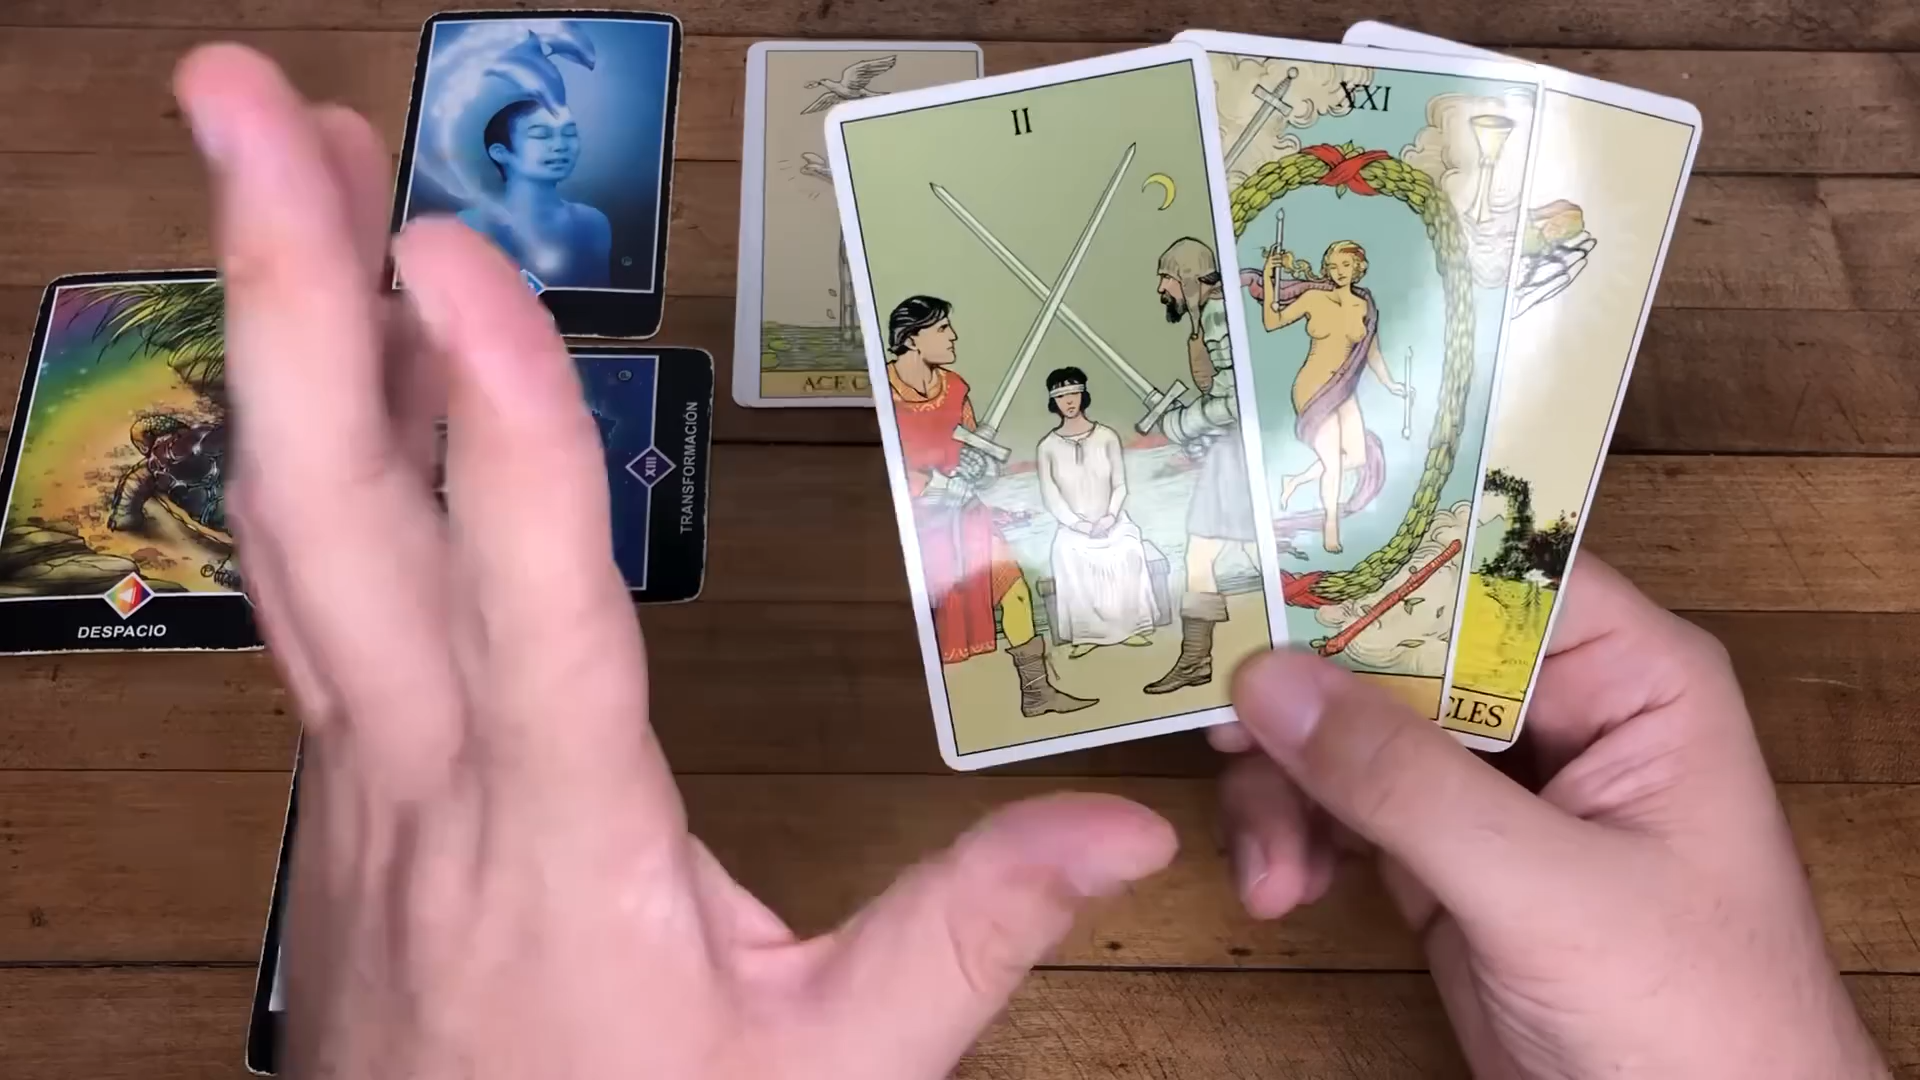 II
XXI
ACE C
XIII
TRANSFORMACIÓN
DESPACIO
CLES